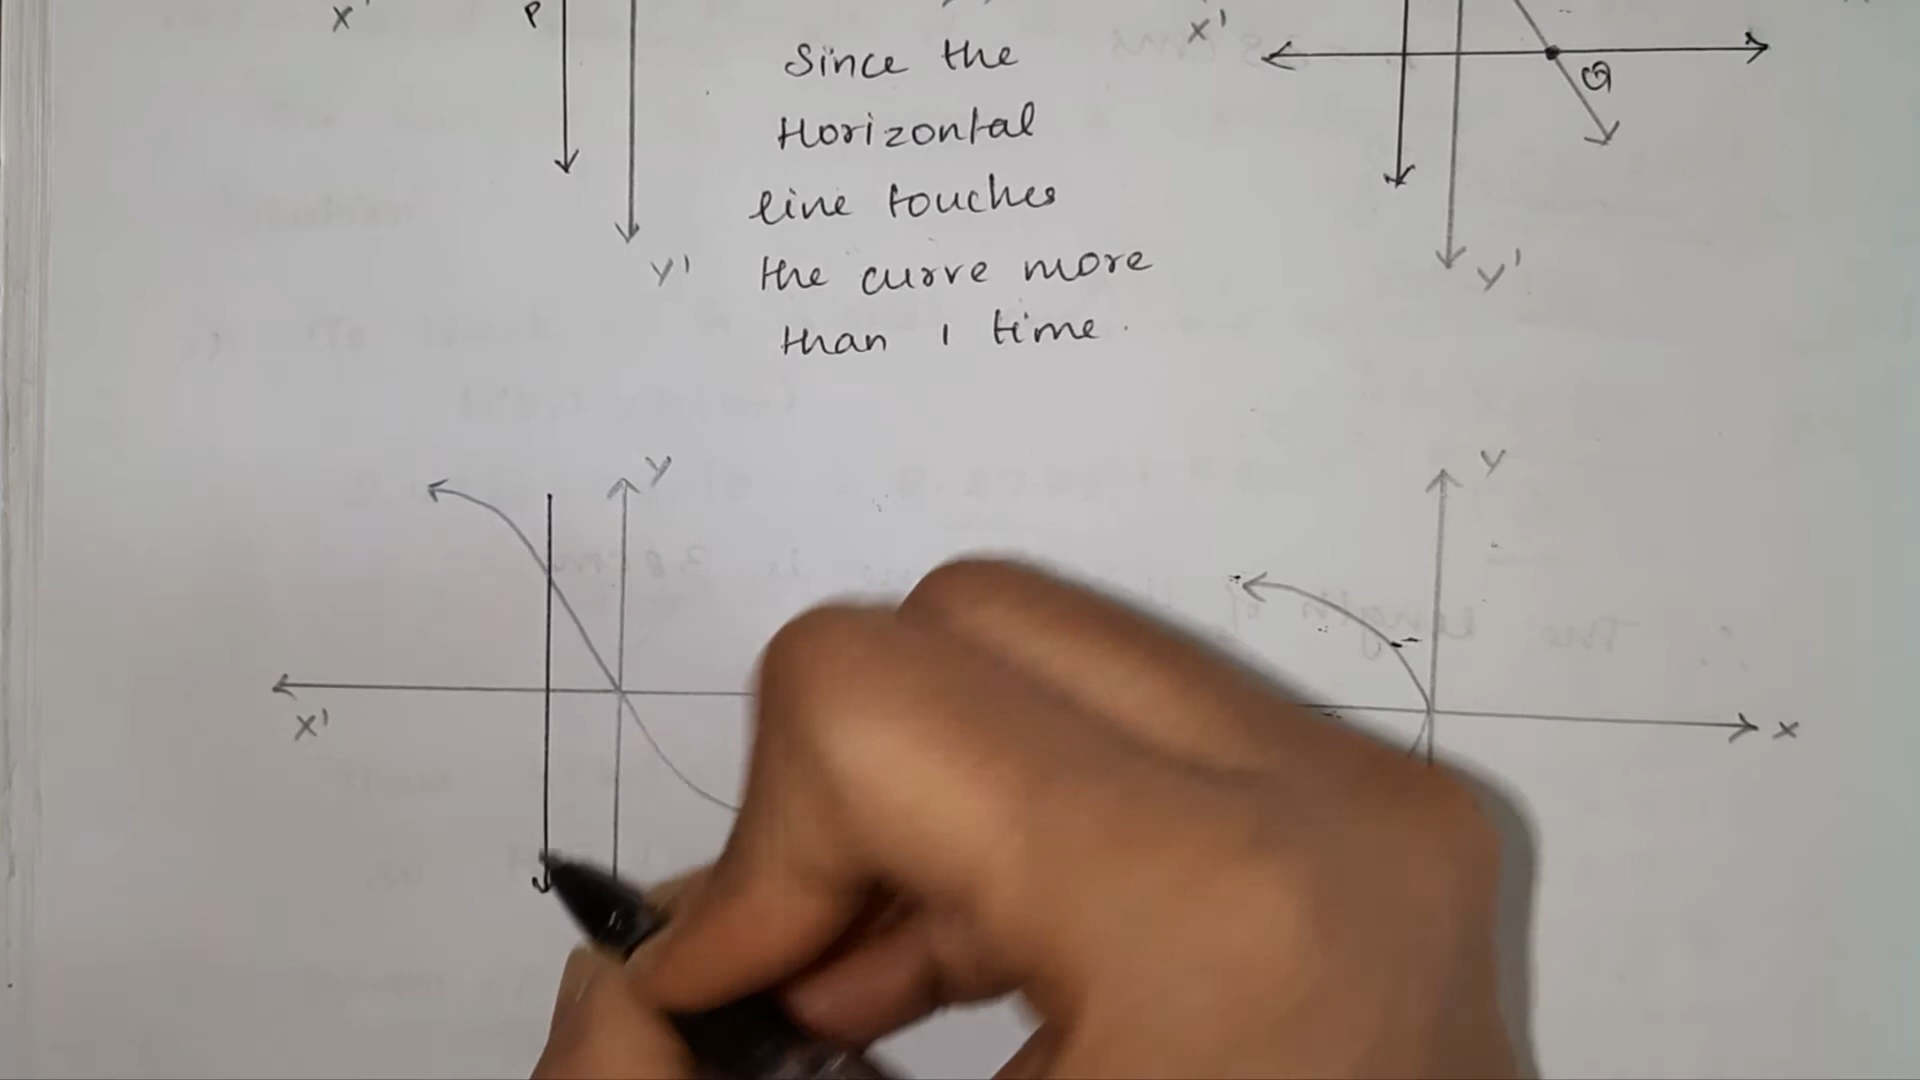 X'
P
X'
Q
Since the
Horizontal
line touches
the curve more
than 1 time.
Y'
Y'
Y
Y
X'
X